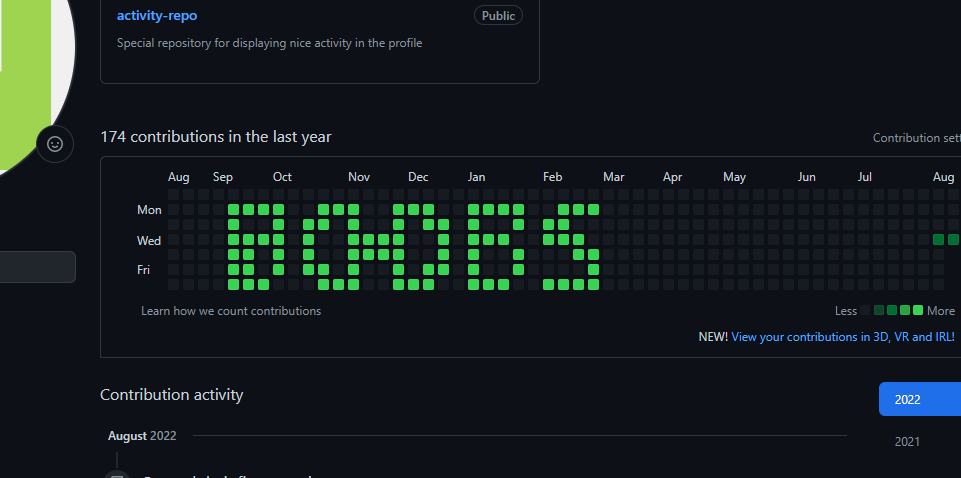 activity-repo Public
Special repository for displaying nice activity in the profile
174 contributions in the last year Contribution sett
Aug Sep Oct Nov Dec Jan Feb Mar Apr May Jun Jul Aug
Mon
Wed
Fri
Learn how we count contributions Less More
NEW! View your contributions in 3D, VR and IRL!
Contribution activity
2022
August 2022
2021